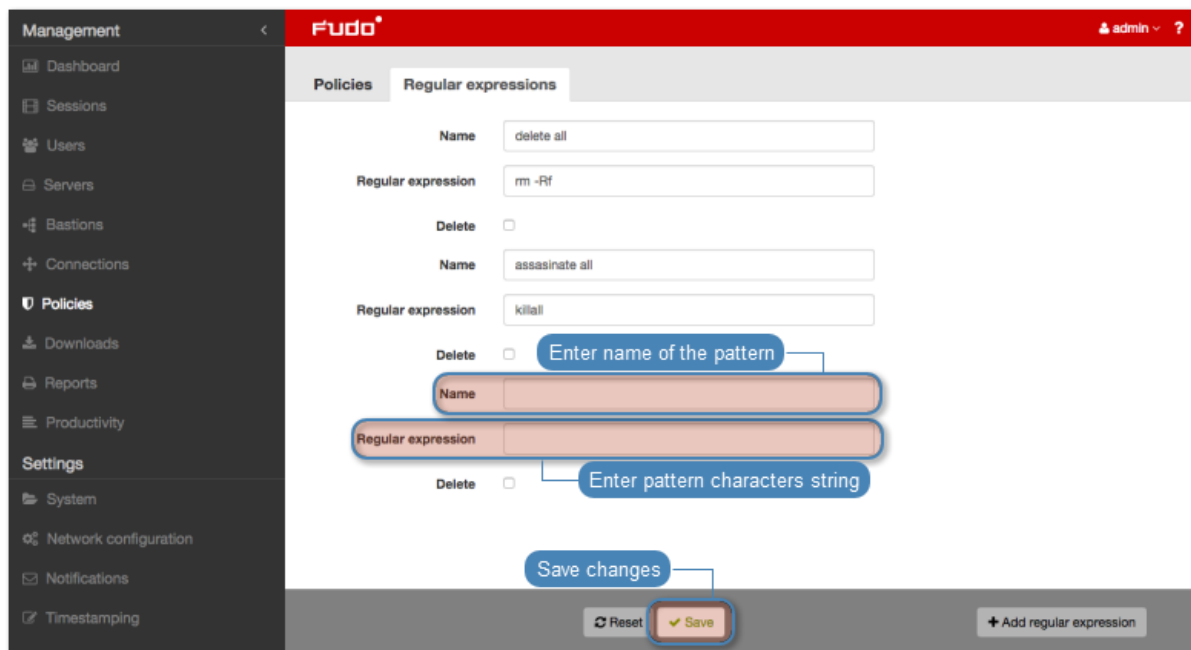 Management
Dashboard
Sessions
Users
Servers
Bastions
Connections
Policies
Downloads
Reports
Productivity
Settings
System
Network configuration
Notifications
Timestamping
FUDO
admin ?
Policies Regular expressions
Name delete all
Regular expression rm -Rf
Delete
Name assasinate all
Regular expression killall
Delete
Enter name of the pattern
Name
Regular expression
Enter pattern characters string
Delete
Save changes
Reset Save + Add regular expression